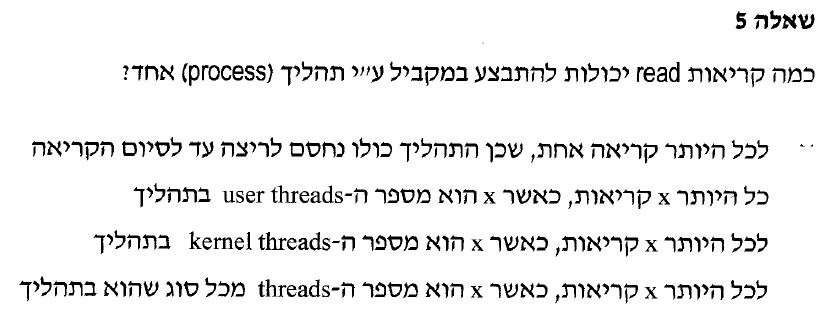 שאלה 5
כמה קריאות read יכולות להתבצע במקביל ע״י תהליך (process) אחד?
לכל היותר קריאה אחת, שכן התהליך כולו נחסם לריצה עד לסיום הקריאה
כל היותר x קריאות, כאשר x הוא מספר ה-user threads בתהליך
לכל היותר x קריאות, כאשר x הוא מספר ה-kernel threads בתהליך
לכל היותר x קריאות, כאשר x הוא מספר ה-threads מכל סוג שהוא בתהליך